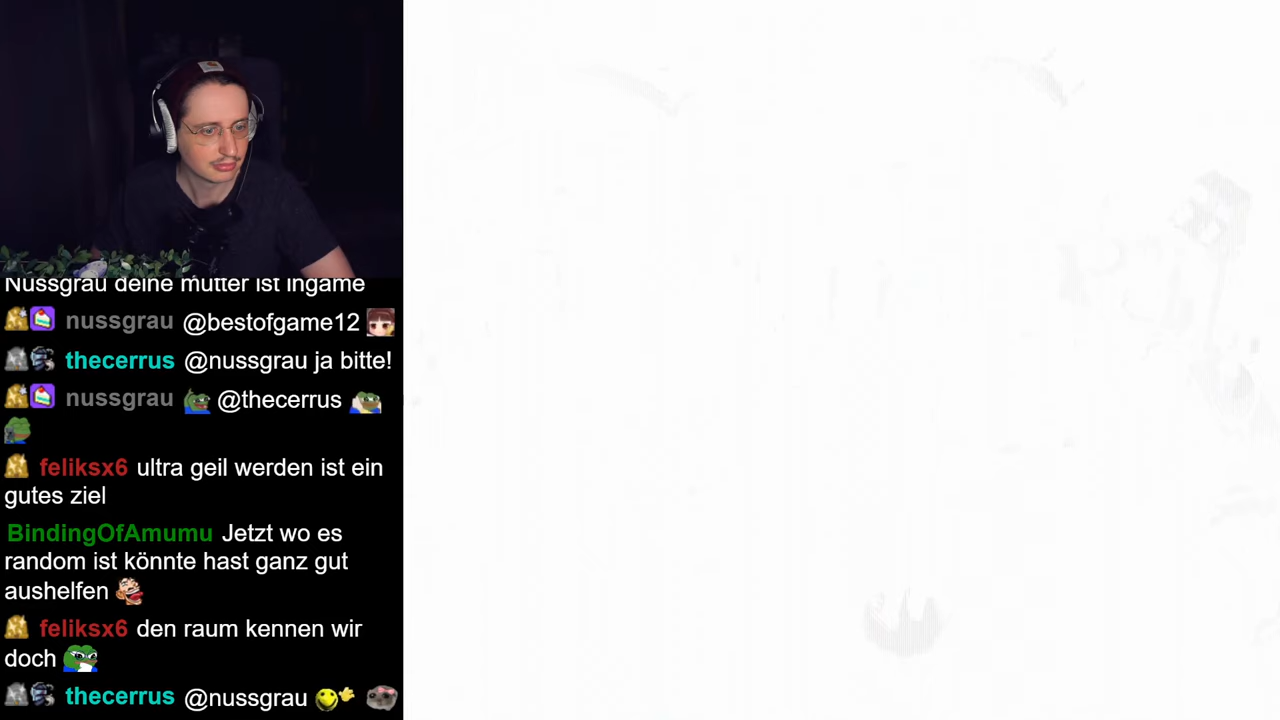 Nussgrau deine mutter ist ingame
nussgrau @bestofgame12
thecerrus @nussgrau ja bitte!
nussgrau @thecerrus
feliksx6 ultra geil werden ist ein
gutes ziel
BindingOfAmumu Jetzt wo es
random ist könnte hast ganz gut
aushelfen
feliksx6 den raum kennen wir
doch
thecerrus @nussgrau